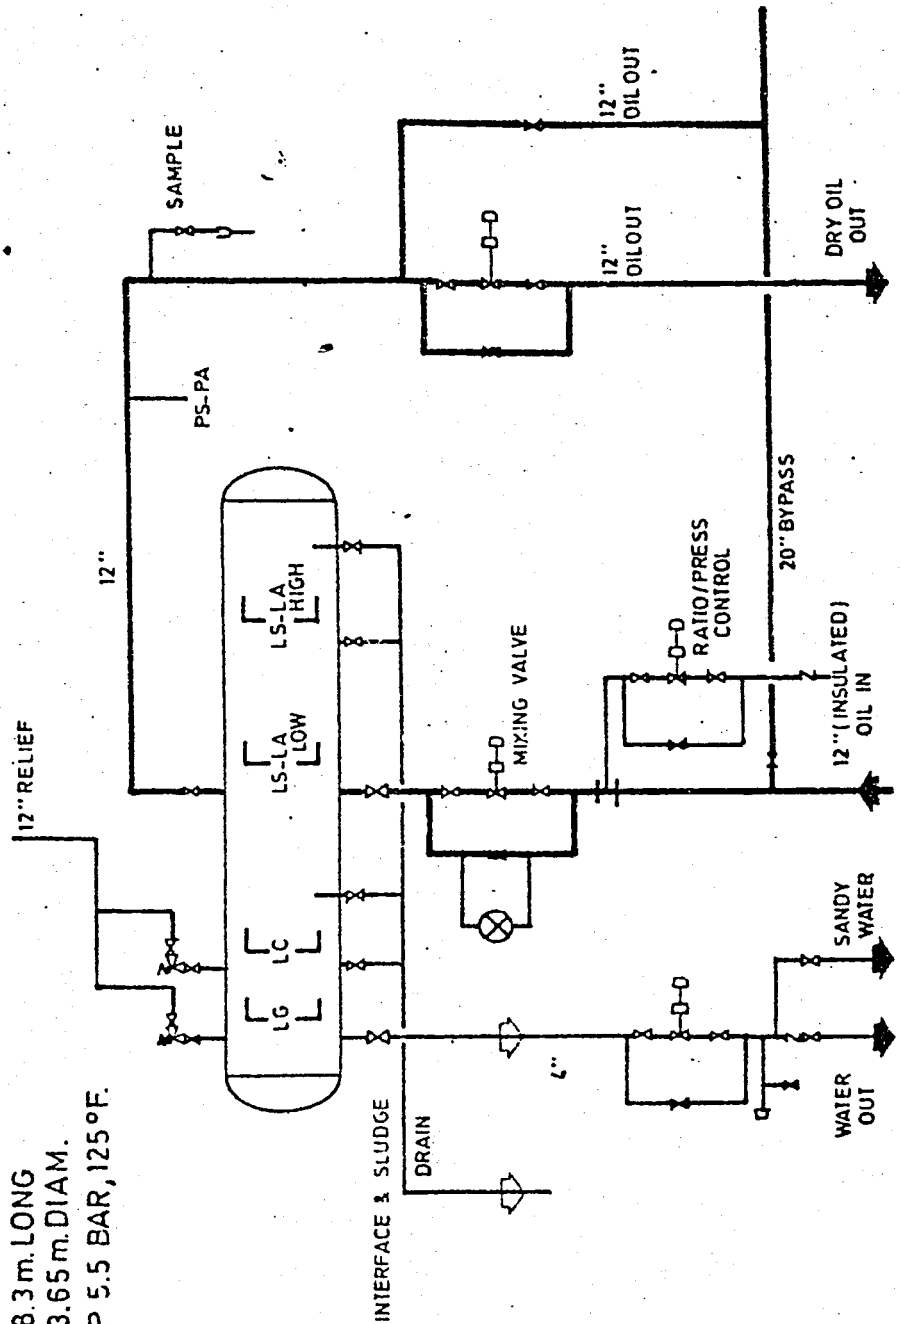 8.3 m. LONG
3.65 m. DIAM.
P 5.5 BAR, 125°F.
12" RELIEF
12"
SAMPLE
PS-PA
LG
LC
LS-LA
LOW
LS-LA
HIGH
INTERFACE & SLUDGE
DRAIN
4"
MIXING VALVE
RATIO/PRESS
CONTROL
12"
OIL OUT
12"
OIL OUT
20" BYPASS
WATER
OUT
SANDY
WATER
12" (INSULATED)
OIL IN
DRY OIL
OUT